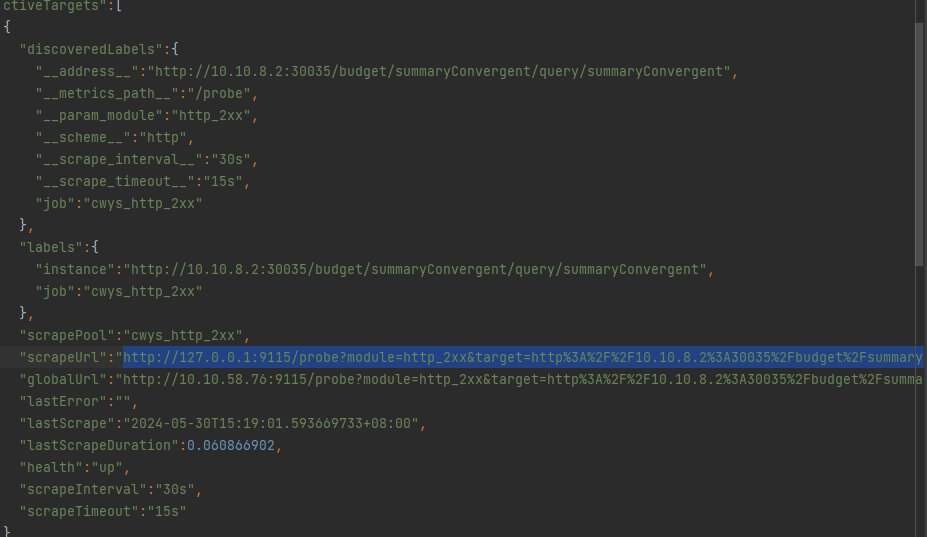 ctiveTargets":[
{
"discoveredLabels":{
"__address__":"http://10.10.8.2:30035/budget/summaryConvergent/query/summaryConvergent",
"__metrics_path__":"/probe",
"__param_module":"http_2xx",
"__scheme__":"http",
"__scrape_interval__":"30s",
"__scrape_timeout__":"15s",
"job":"cwys_http_2xx"
},
"labels":{
"instance":"http://10.10.8.2:30035/budget/summaryConvergent/query/summaryConvergent",
"job":"cwys_http_2xx"
},
"scrapePool":"cwys_http_2xx",
"scrapeUrl":"http://127.0.0.1:9115/probe?module=http_2xx&target=http%3A%2F%2F10.10.8.2%3A30035%2Fbudget%2Fsummary
"globalUrl":"http://10.10.58.76:9115/probe?module=http_2xx&target=http%3A%2F%2F10.10.8.2%3A30035%2Fbudget%2Fsumma
"lastError":"",
"lastScrape":"2024-05-30T15:19:01.593669733+08:00",
"lastScrapeDuration":0.060866902,
"health":"up",
"scrapeInterval":"30s",
"scrapeTimeout":"15s"
}